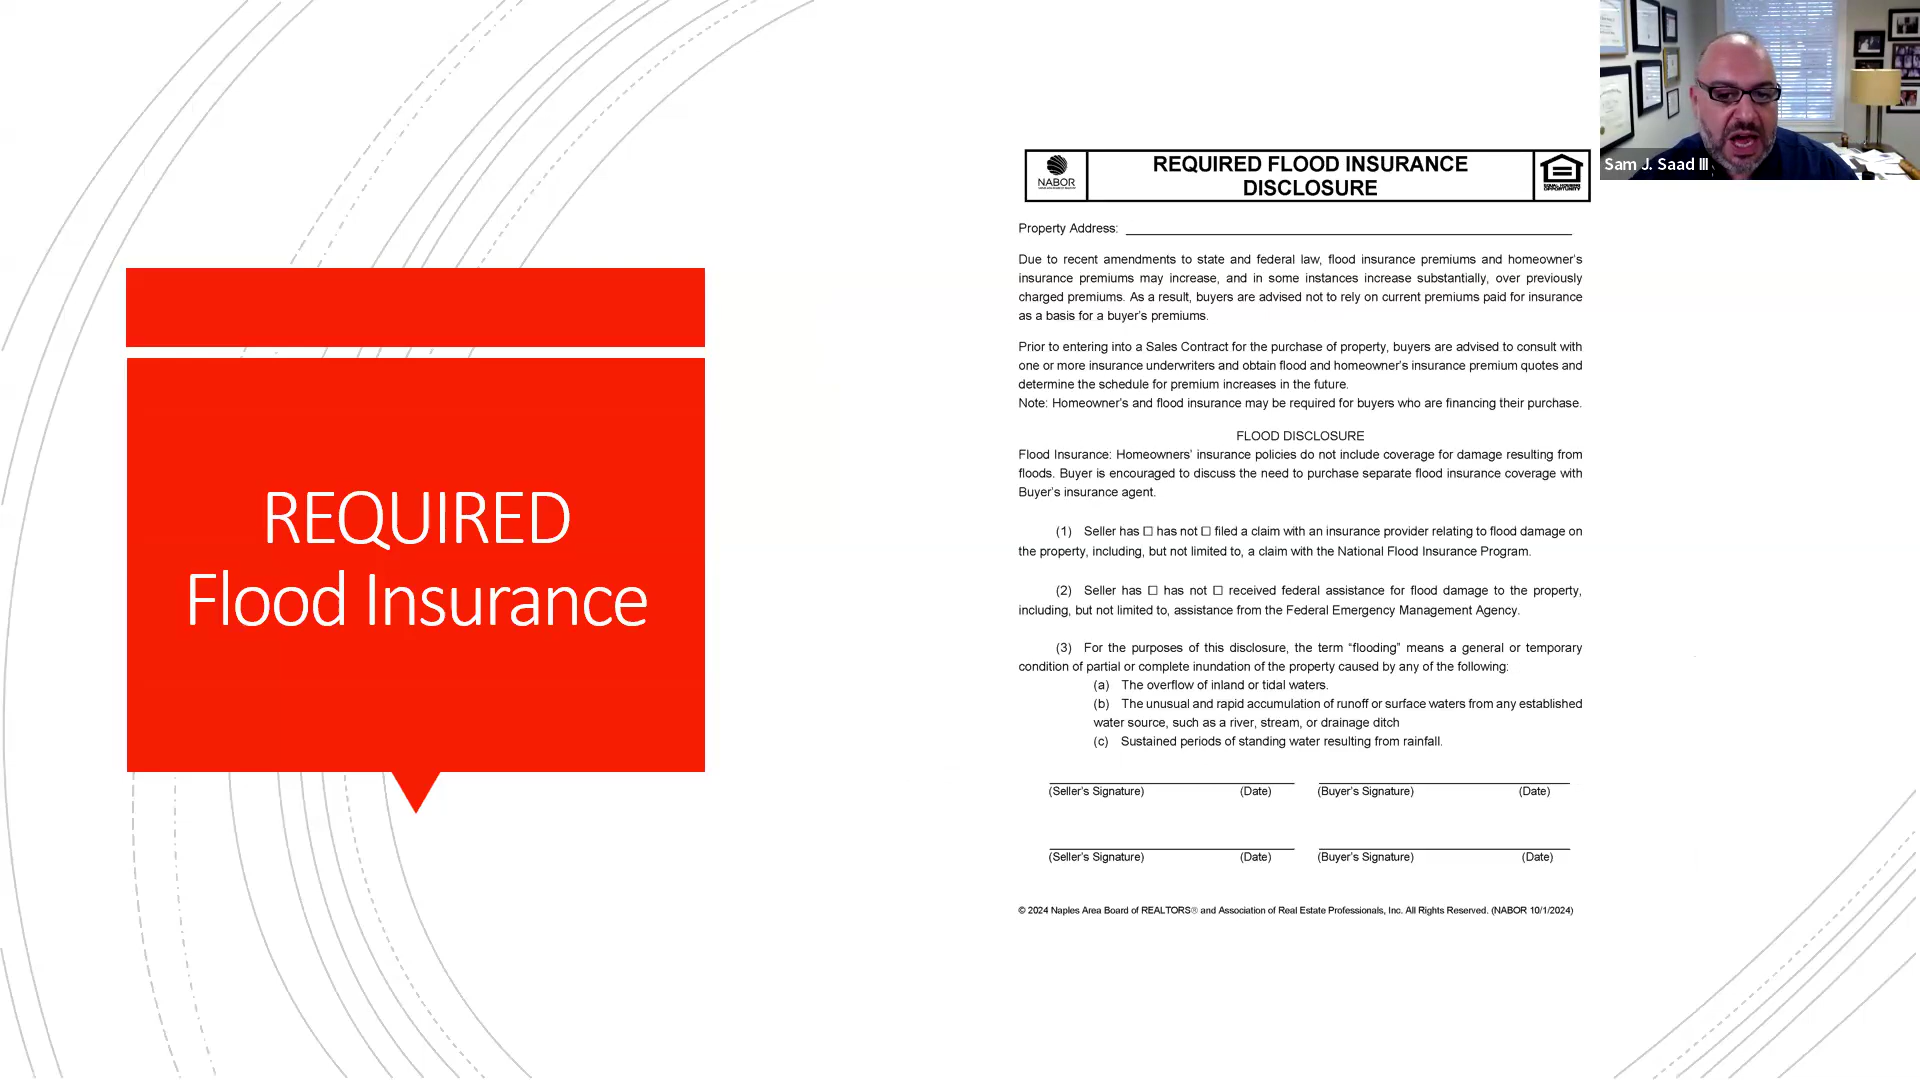 REQUIRED
Flood Insurance
NABOR
REQUIRED FLOOD INSURANCE
DISCLOSURE
EQUAL HOUSING
OPPORTUNITY
Sam J. Saad III
Property Address:
Due to recent amendments to state and federal law, flood insurance premiums and homeowner's
insurance premiums may increase, and in some instances increase substantially, over previously
charged premiums. As a result, buyers are advised not to rely on current premiums paid for insurance
as a basis for a buyer's premiums.
Prior to entering into a Sales Contract for the purchase of property, buyers are advised to consult with
one or more insurance underwriters and obtain flood and homeowner's insurance premium quotes and
determine the schedule for premium increases in the future.
Note: Homeowner's and flood insurance may be required for buyers who are financing their purchase.
FLOOD DISCLOSURE
Flood Insurance: Homeowners' insurance policies do not include coverage for damage resulting from
floods. Buyer is encouraged to discuss the need to purchase separate flood insurance coverage with
Buyer's insurance agent.
(1) Seller has ☐ has not ☐ filed a claim with an insurance provider relating to flood damage on
the property, including, but not limited to, a claim with the National Flood Insurance Program.
(2) Seller has ☐ has not ☐ received federal assistance for flood damage to the property,
including, but not limited to, assistance from the Federal Emergency Management Agency.
(3) For the purposes of this disclosure, the term “flooding” means a general or temporary
condition of partial or complete inundation of the property caused by any of the following:
(a) The overflow of inland or tidal waters.
(b) The unusual and rapid accumulation of runoff or surface waters from any established
water source, such as a river, stream, or drainage ditch
(c) Sustained periods of standing water resulting from rainfall.
(Seller's Signature) (Date) (Buyer's Signature) (Date)
(Seller's Signature) (Date) (Buyer's Signature) (Date)
© 2024 Naples Area Board of REALTORS® and Association of Real Estate Professionals, Inc. All Rights Reserved. (NABOR 10/1/2024)